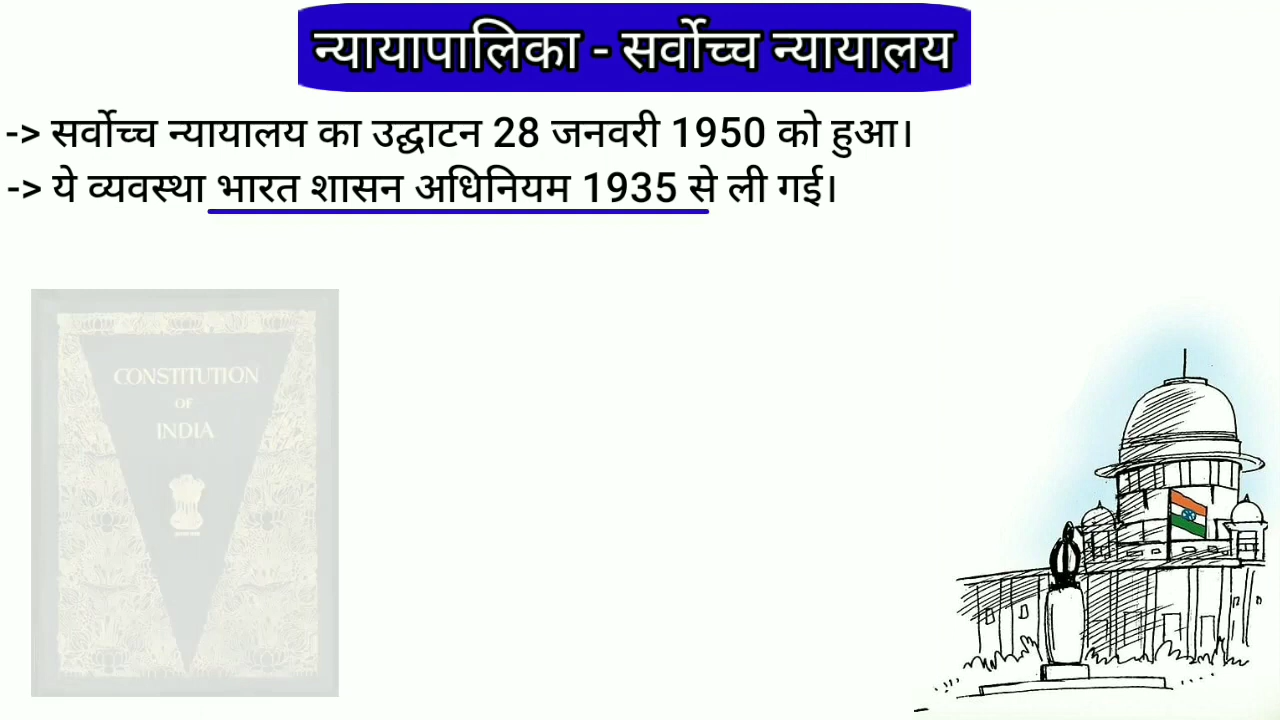 न्यायापालिका - सर्वोच्च न्यायालय
-> सर्वोच्च न्यायालय का उद्घाटन 28 जनवरी 1950 को हुआ।
-> ये व्यवस्था भारत शासन अधिनियम 1935 से ली गई।
CONSTITUTION
OF
INDIA